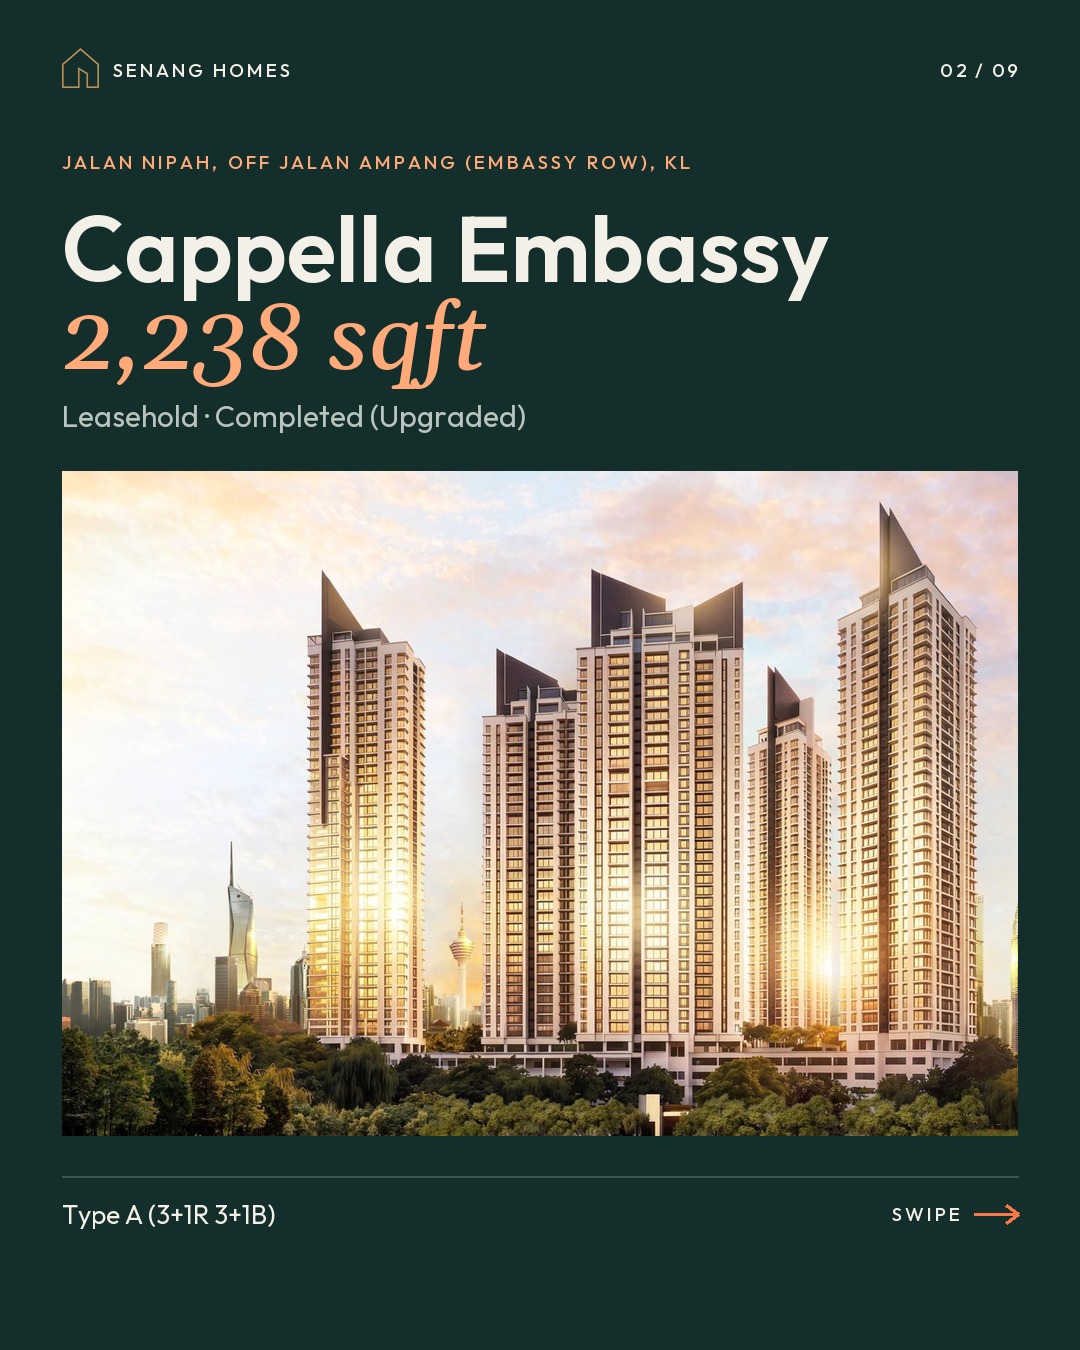 SENANG HOMES
02 / 09
JALAN NIPAH, OFF JALAN AMPANG (EMBASSY ROW), KL
Cappella Embassy
2,238 sqft
Leasehold · Completed (Upgraded)
Type A (3+1R 3+1B)
SWIPE